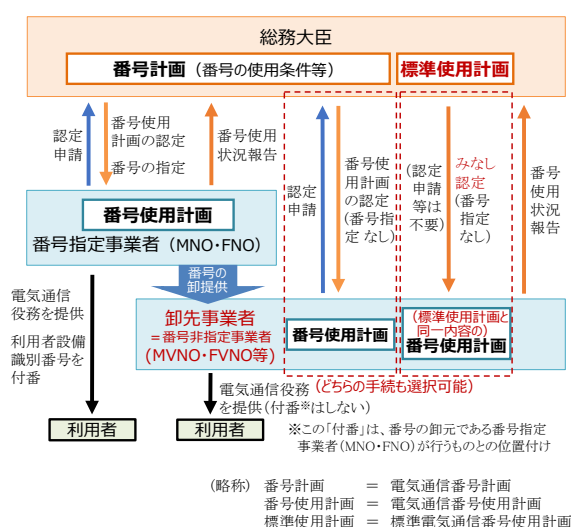 総務大臣
番号計画（番号の使用条件等）
標準使用計画
認定
申請
番号使用
計画の認定
番号の指定
番号使用
状況報告
認定
申請
番号使
用計画
の認定
(番号指
定 なし)
(認定
申請
等は
不要)
みなし
認定
(番号
指定
なし)
番号
使用
状況
報告
番号使用計画
番号指定事業者（MNO・FNO）
番号の
卸提供
電気通信
役務を提供
利用者設備
識別番号を
付番
卸先事業者
＝番号非指定事業者
(MVNO・FVNO等)
番号使用計画
(標準使用計画と
同一内容の)
番号使用計画
電気通信役務
を提供(付番※はしない)
(どちらの手続も選択可能)
利用者
利用者
※この「付番」は、番号の卸元である番号指定
事業者(MNO・FNO)が行うものとの位置付け
(略称) 番号計画 ＝ 電気通信番号計画
番号使用計画 ＝ 電気通信番号使用計画
標準使用計画 ＝ 標準電気通信番号使用計画